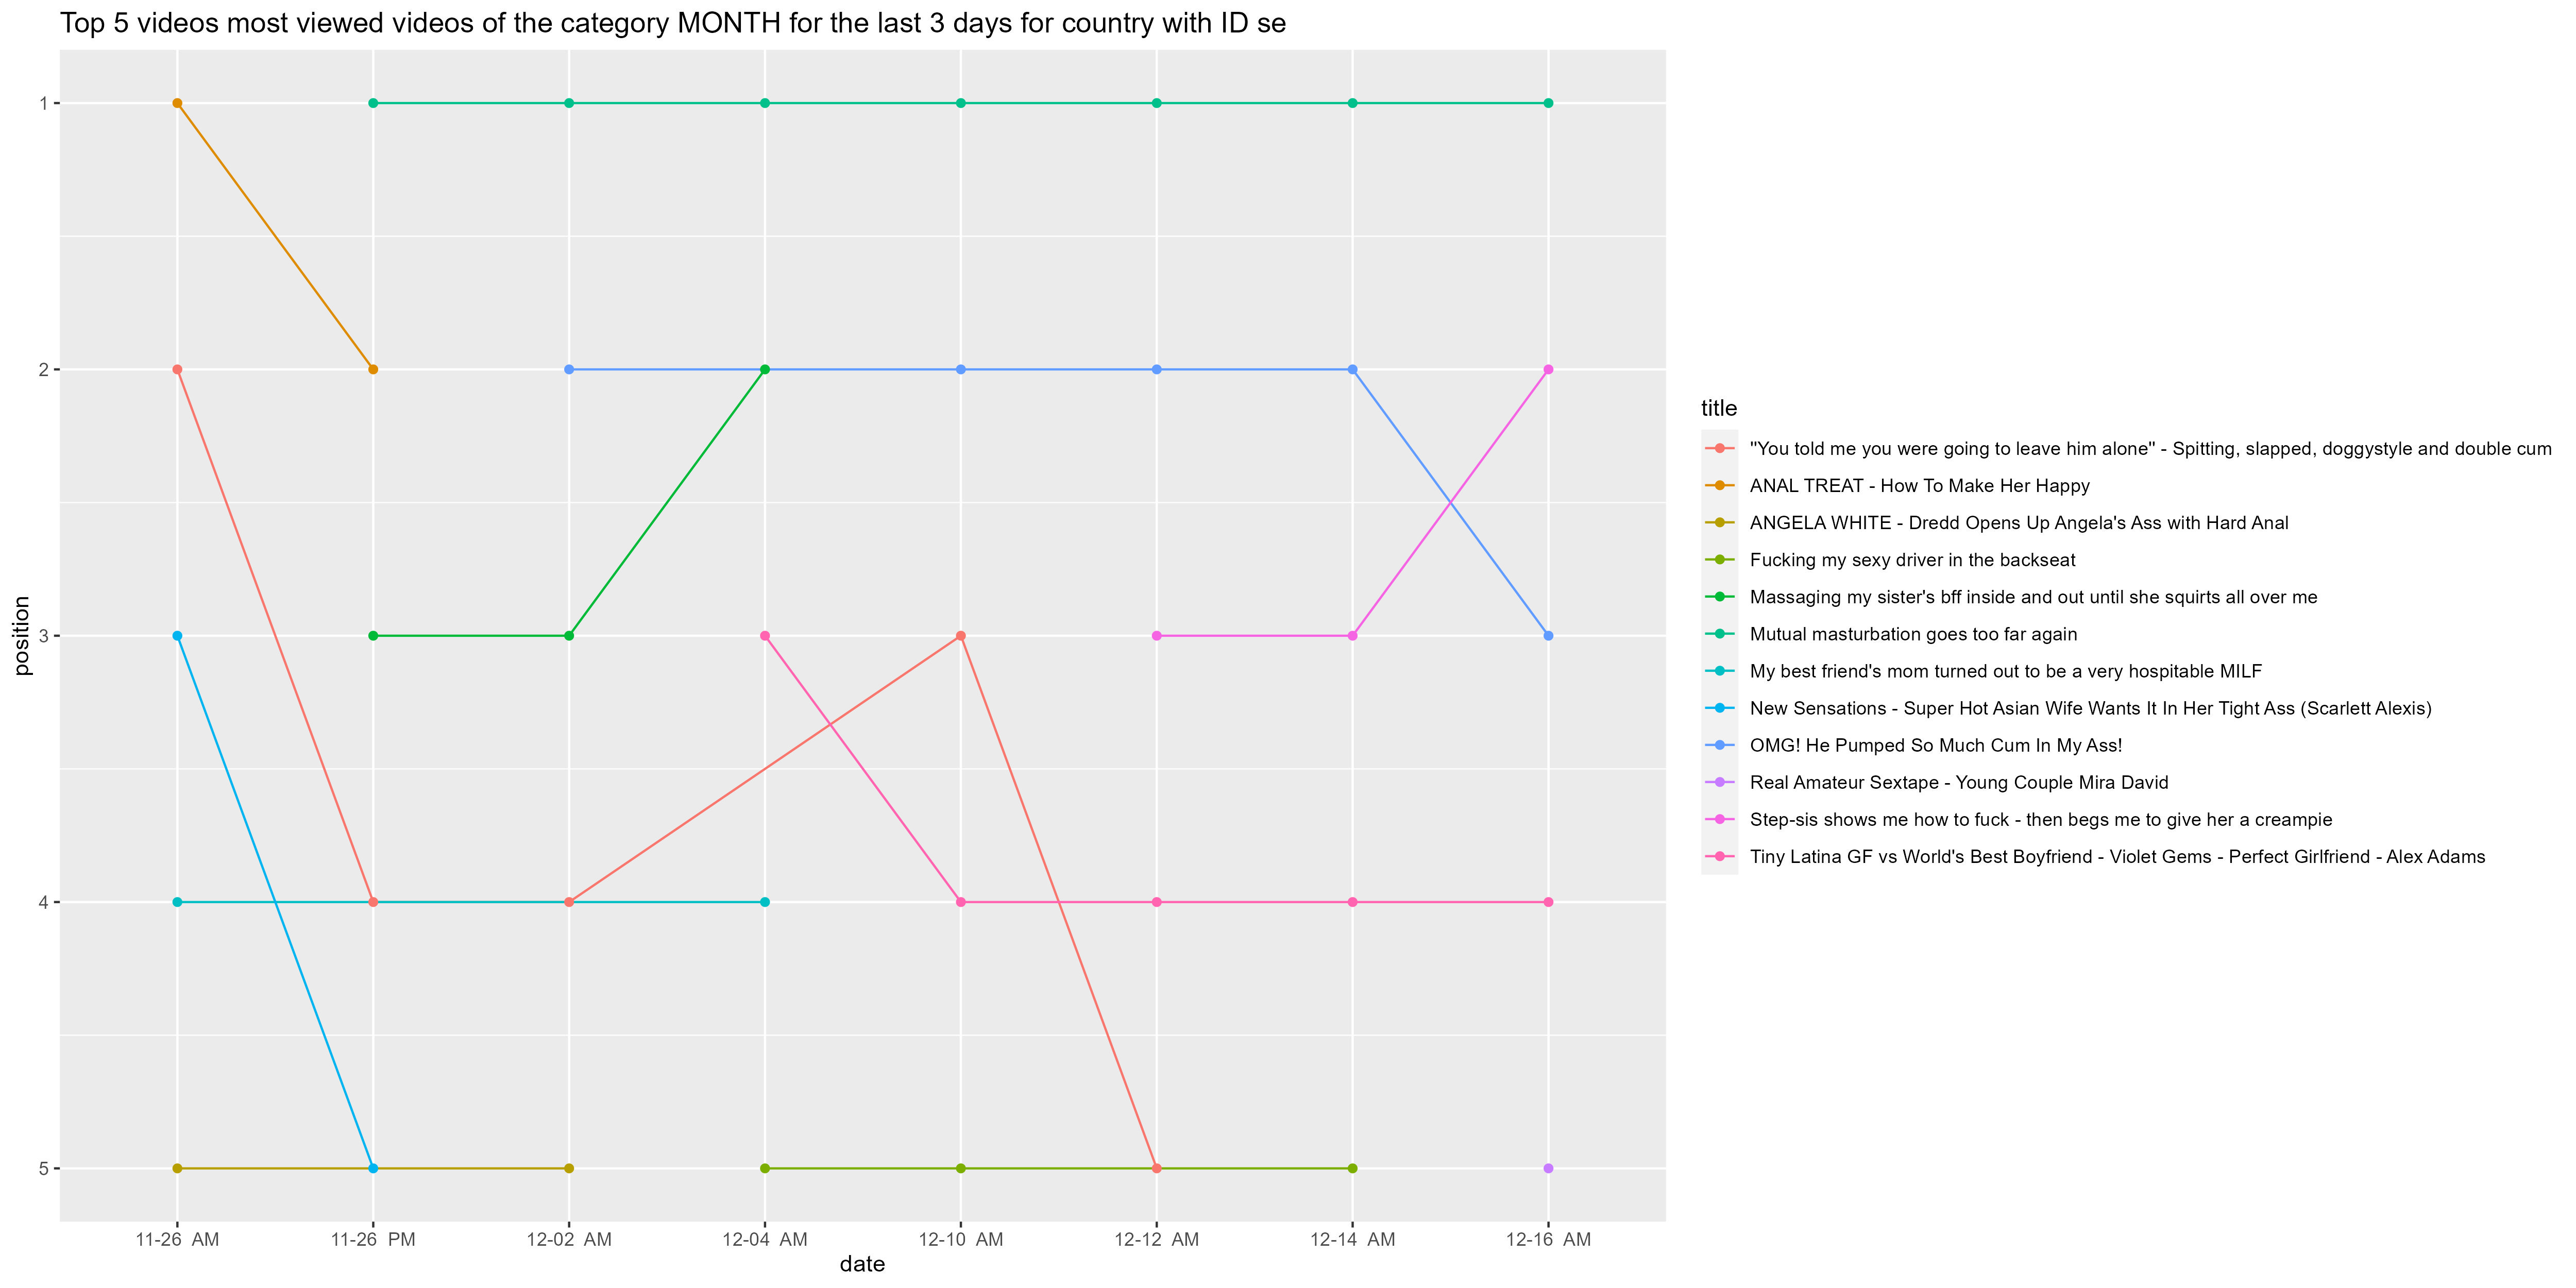 Top 5 videos most viewed videos of the category MONTH for the last 3 days for country with ID se
position
1
2
3
4
5
11-26 AM
11-26 PM
12-02 AM
12-04 AM
12-10 AM
12-12 AM
12-14 AM
12-16 AM
date
title
"You told me you were going to leave him alone" - Spitting, slapped, doggystyle and double cum
ANAL TREAT - How To Make Her Happy
ANGELA WHITE - Dredd Opens Up Angela's Ass with Hard Anal
Fucking my sexy driver in the backseat
Massaging my sister's bff inside and out until she squirts all over me
Mutual masturbation goes too far again
My best friend's mom turned out to be a very hospitable MILF
New Sensations - Super Hot Asian Wife Wants It In Her Tight Ass (Scarlett Alexis)
OMG! He Pumped So Much Cum In My Ass!
Real Amateur Sextape - Young Couple Mira David
Step-sis shows me how to fuck - then begs me to give her a creampie
Tiny Latina GF vs World's Best Boyfriend - Violet Gems - Perfect Girlfriend - Alex Adams